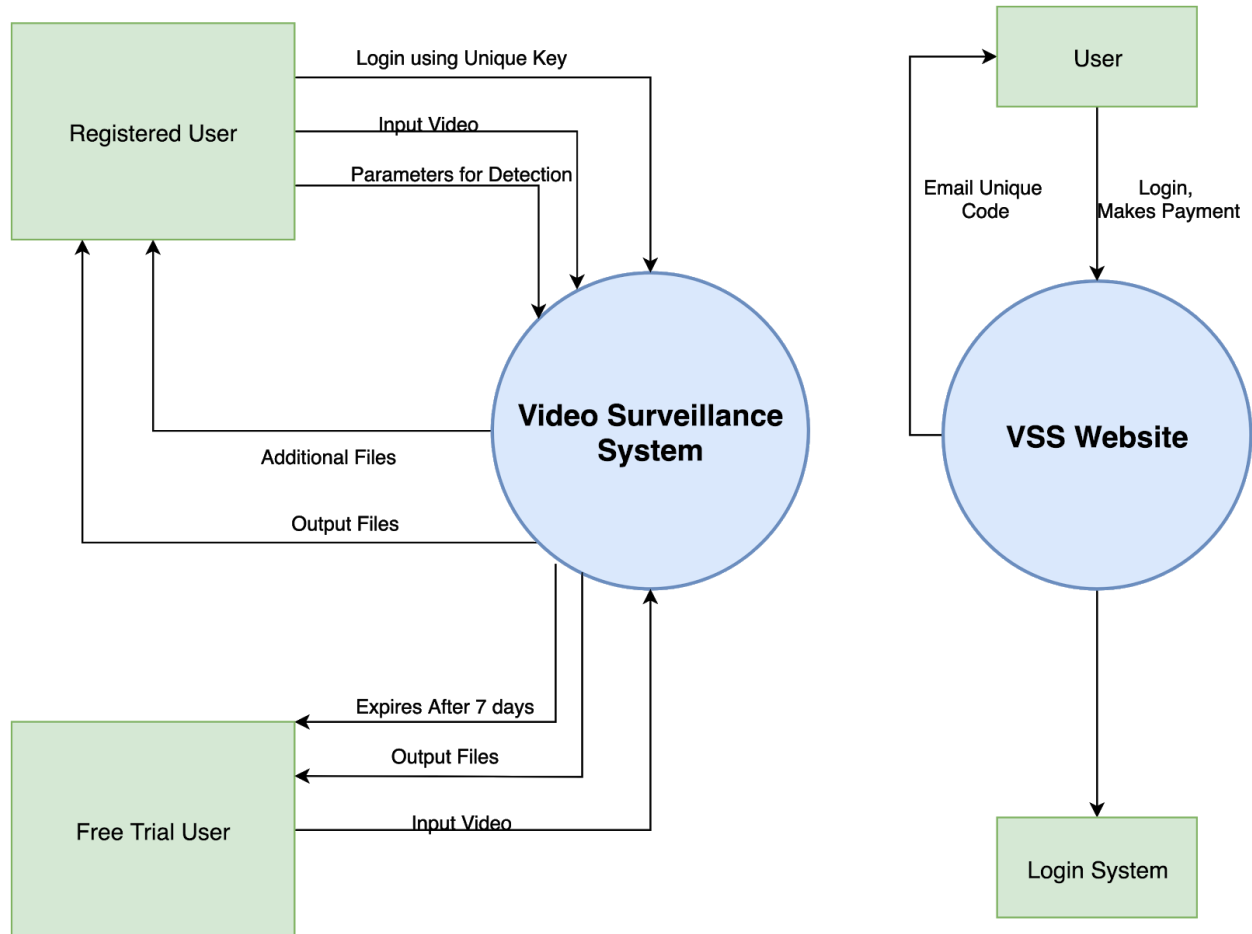 Login using Unique Key
Registered User
Input Video
Parameters for Detection
Video Surveillance
System
Additional Files
Output Files
Expires After 7 days
Output Files
Input Video
Free Trial User
User
Email Unique
Code
Login,
Makes Payment
VSS Website
Login System